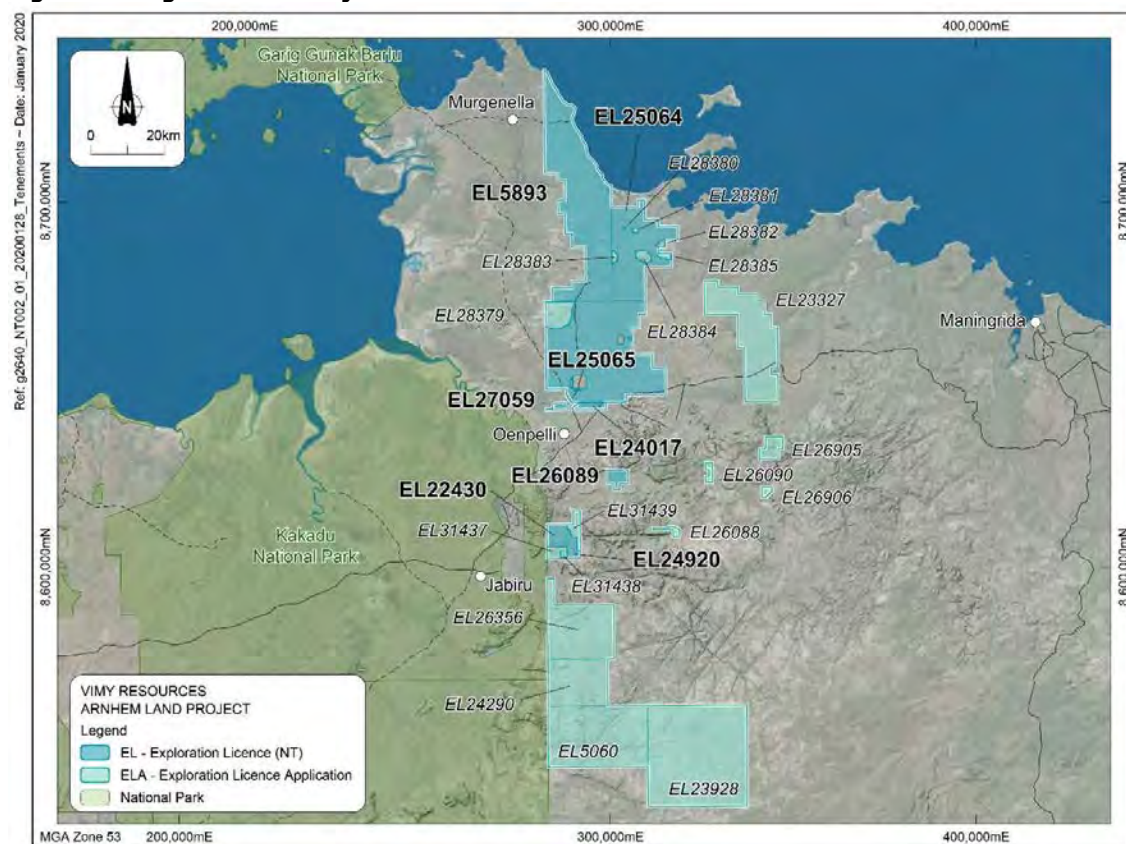 200,000mE
300,000mE
400,000mE
Ref: g2640_NT002_01_20200128_Tenements – Date: January 2020
Garig Gunak Barlu
National Park
N
0 20km
Murgenella
EL25064
EL28380
EL5893
EL28381
8,700,000mN
8,700,000mN
EL28382
EL28383
EL28385
EL23327
EL28379
EL28384
Maningrida
EL25065
EL27059
Oenpelli
EL24017
EL26905
EL26089
EL26090
EL22430
EL26906
EL31439
EL31437
EL26088
Kakadu
National Park
EL24920
8,600,000mN
8,600,000mN
Jabiru
EL31438
EL26356
VIMY RESOURCES
ARNHEM LAND PROJECT
Legend
EL - Exploration Licence (NT)
ELA - Exploration Licence Application
National Park
EL24290
EL5060
EL23928
MGA Zone 53
200,000mE
300,000mE
400,000mE